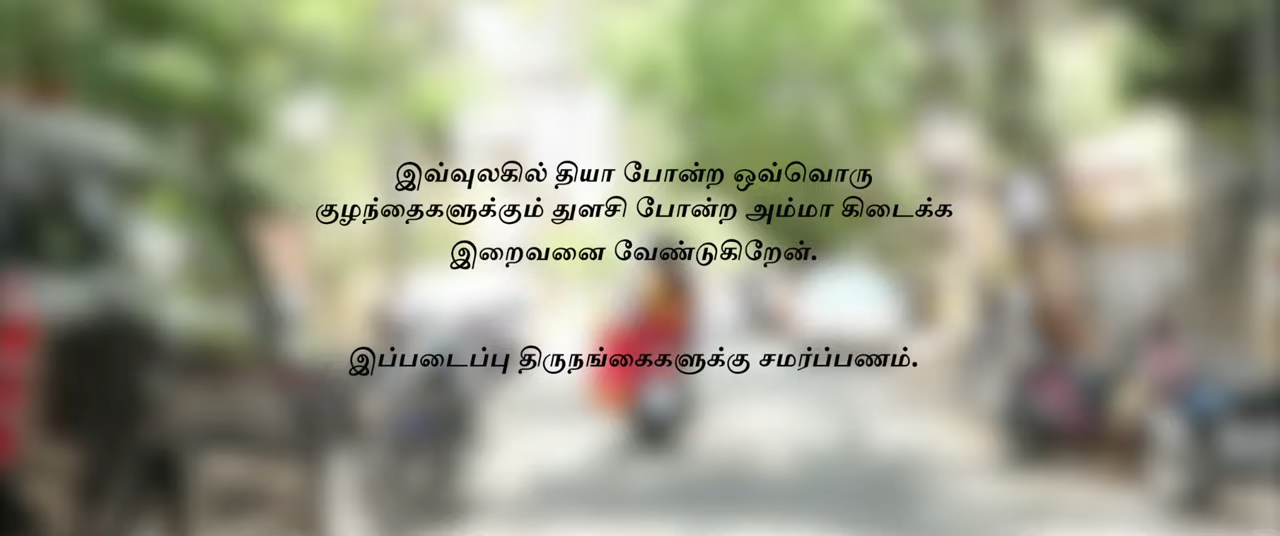 இவ்வுலகில் தியா போன்ற ஒவ்வொரு
குழந்தைகளுக்கும் துளசி போன்ற அம்மா கிடைக்க
இறைவனை வேண்டுகிறேன்.
இப்படைப்பு திருநங்கைகளுக்கு சமர்ப்பணம்.